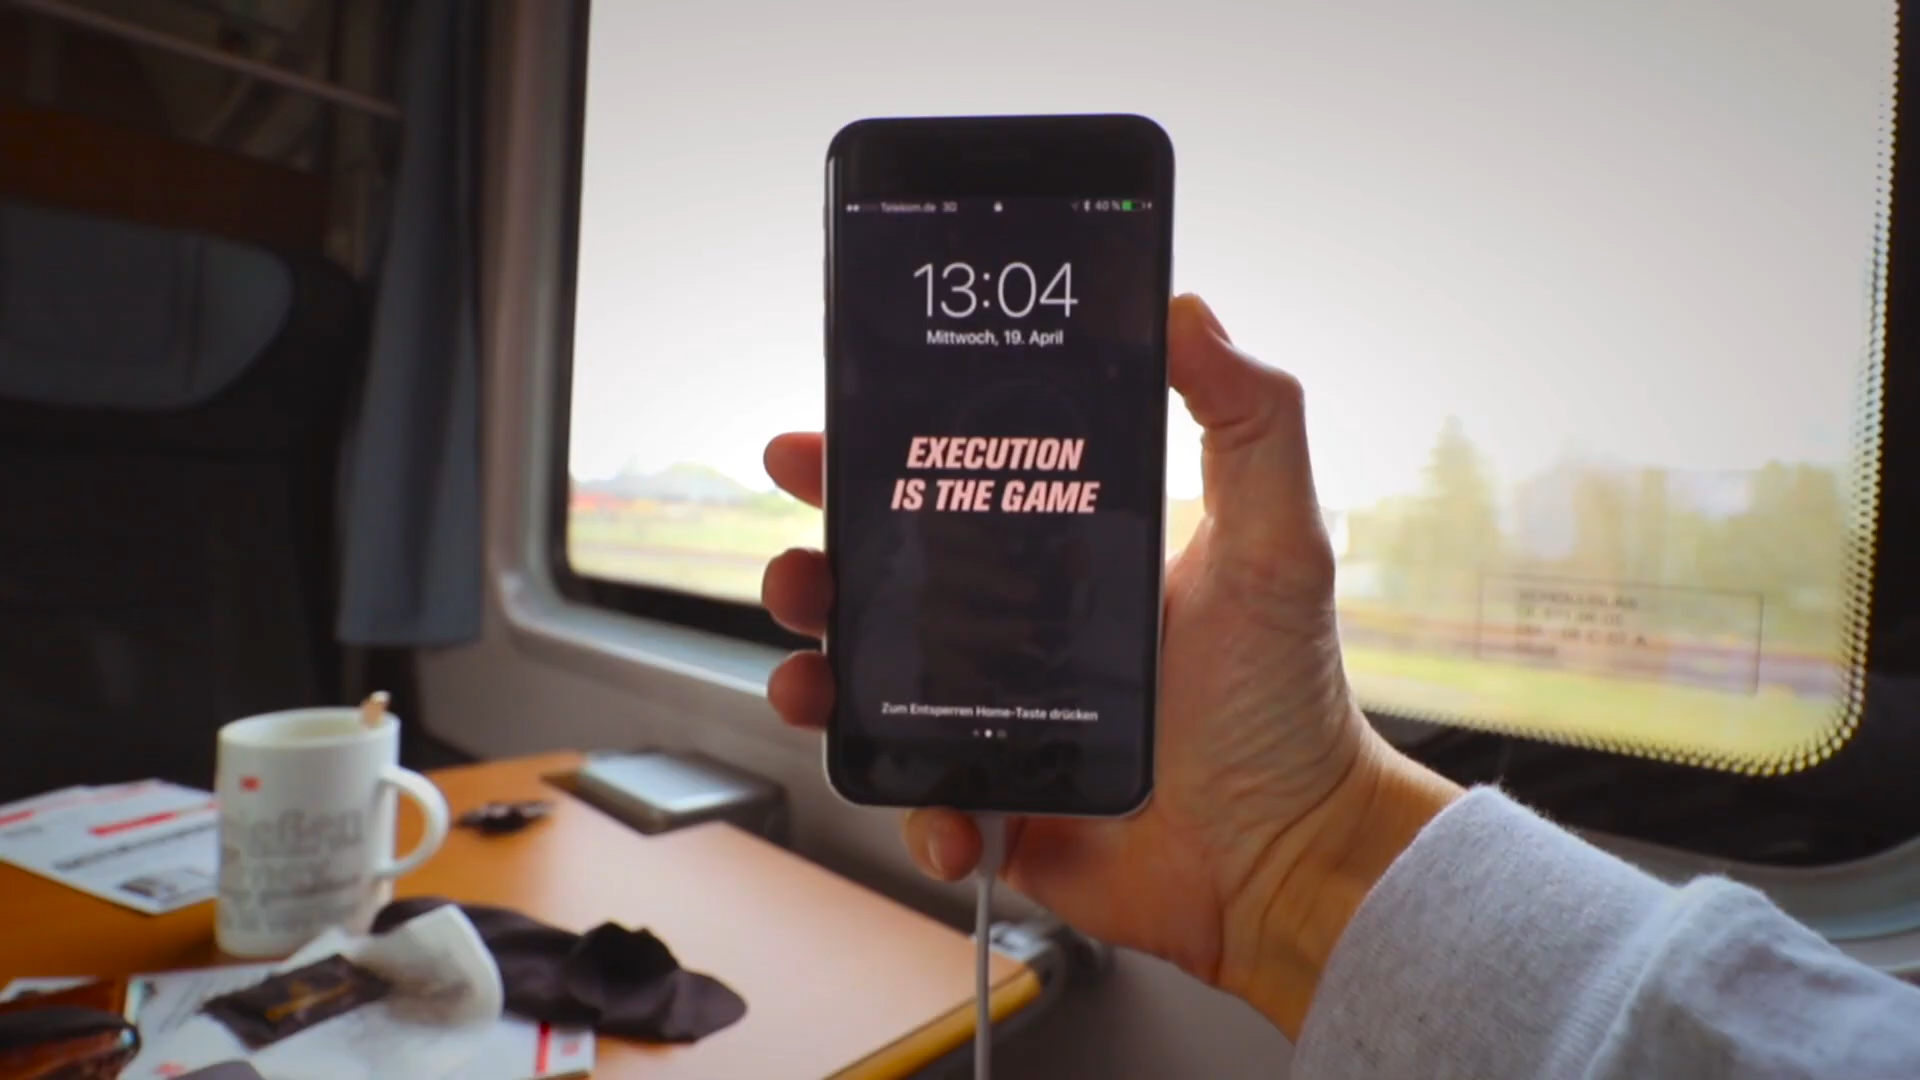 Telekom.de 3G
40 %
13:04
Mittwoch, 19. April
EXECUTION
IS THE GAME
Zum Entsperren Home-Taste drücken